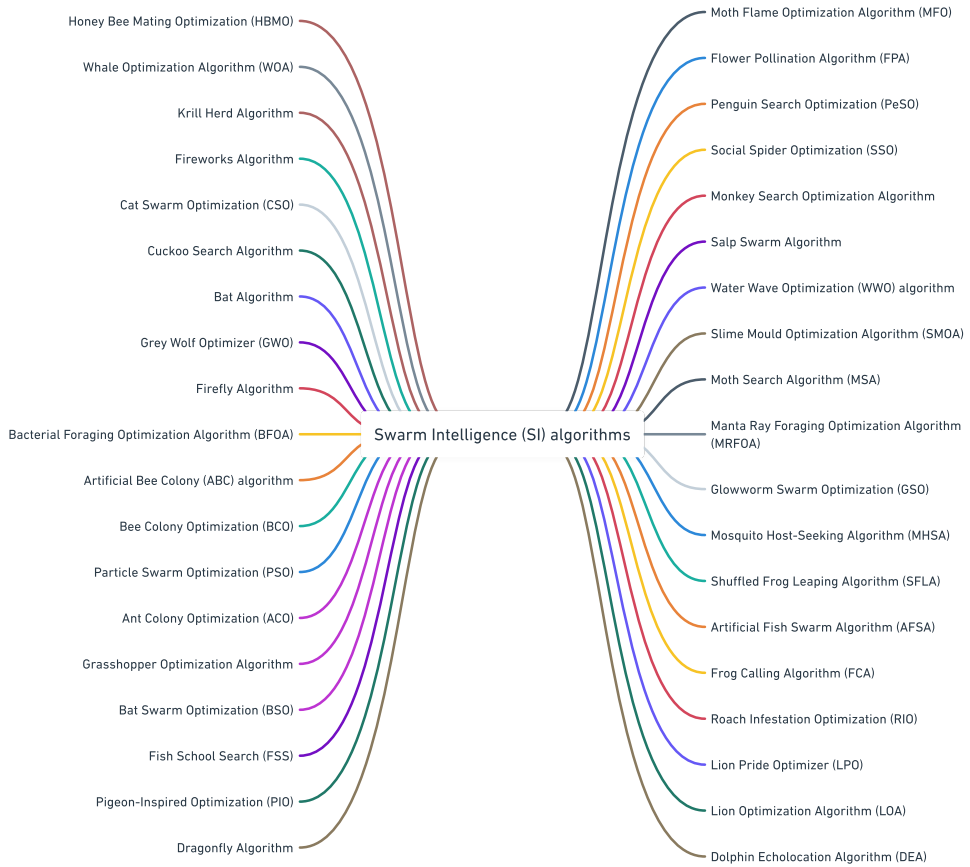 Honey Bee Mating Optimization (HBMO)
Whale Optimization Algorithm (WOA)
Krill Herd Algorithm
Fireworks Algorithm
Cat Swarm Optimization (CSO)
Cuckoo Search Algorithm
Bat Algorithm
Grey Wolf Optimizer (GWO)
Firefly Algorithm
Bacterial Foraging Optimization Algorithm (BFOA)
Artificial Bee Colony (ABC) algorithm
Bee Colony Optimization (BCO)
Particle Swarm Optimization (PSO)
Ant Colony Optimization (ACO)
Grasshopper Optimization Algorithm
Bat Swarm Optimization (BSO)
Fish School Search (FSS)
Pigeon-Inspired Optimization (PIO)
Dragonfly Algorithm
Swarm Intelligence (SI) algorithms
Moth Flame Optimization Algorithm (MFO)
Flower Pollination Algorithm (FPA)
Penguin Search Optimization (PeSO)
Social Spider Optimization (SSO)
Monkey Search Optimization Algorithm
Salp Swarm Algorithm
Water Wave Optimization (WWO) algorithm
Slime Mould Optimization Algorithm (SMOA)
Moth Search Algorithm (MSA)
Manta Ray Foraging Optimization Algorithm
(MRFOA)
Glowworm Swarm Optimization (GSO)
Mosquito Host-Seeking Algorithm (MHSA)
Shuffled Frog Leaping Algorithm (SFLA)
Artificial Fish Swarm Algorithm (AFSA)
Frog Calling Algorithm (FCA)
Roach Infestation Optimization (RIO)
Lion Pride Optimizer (LPO)
Lion Optimization Algorithm (LOA)
Dolphin Echolocation Algorithm (DEA)